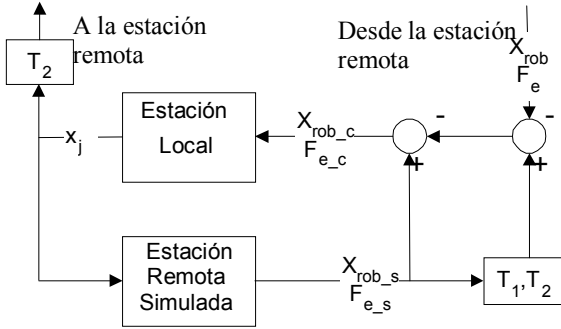 A la estación
remota
T2
Desde la estación
remota
Xrob
Fe
-
-
+
+
Estación
Local
xj
Xrob_c
Fe_c
Estación
Remota
Simulada
Xrob_s
Fe_s
T1,T2